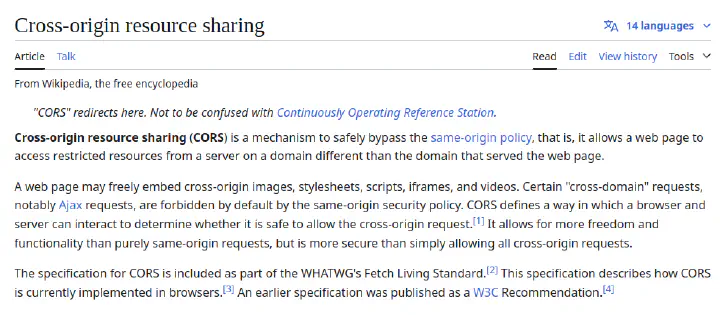 Cross-origin resource sharing
14 languages
Article Talk Read Edit View history Tools
From Wikipedia, the free encyclopedia
"CORS" redirects here. Not to be confused with Continuously Operating Reference Station.
Cross-origin resource sharing (CORS) is a mechanism to safely bypass the same-origin policy, that is, it allows a web page to
access restricted resources from a server on a domain different than the domain that served the web page.
A web page may freely embed cross-origin images, stylesheets, scripts, iframes, and videos. Certain "cross-domain" requests,
notably Ajax requests, are forbidden by default by the same-origin security policy. CORS defines a way in which a browser and
server can interact to determine whether it is safe to allow the cross-origin request.[1] It allows for more freedom and
functionality than purely same-origin requests, but is more secure than simply allowing all cross-origin requests.
The specification for CORS is included as part of the WHATWG's Fetch Living Standard.[2] This specification describes how CORS
is currently implemented in browsers.[3] An earlier specification was published as a W3C Recommendation.[4]